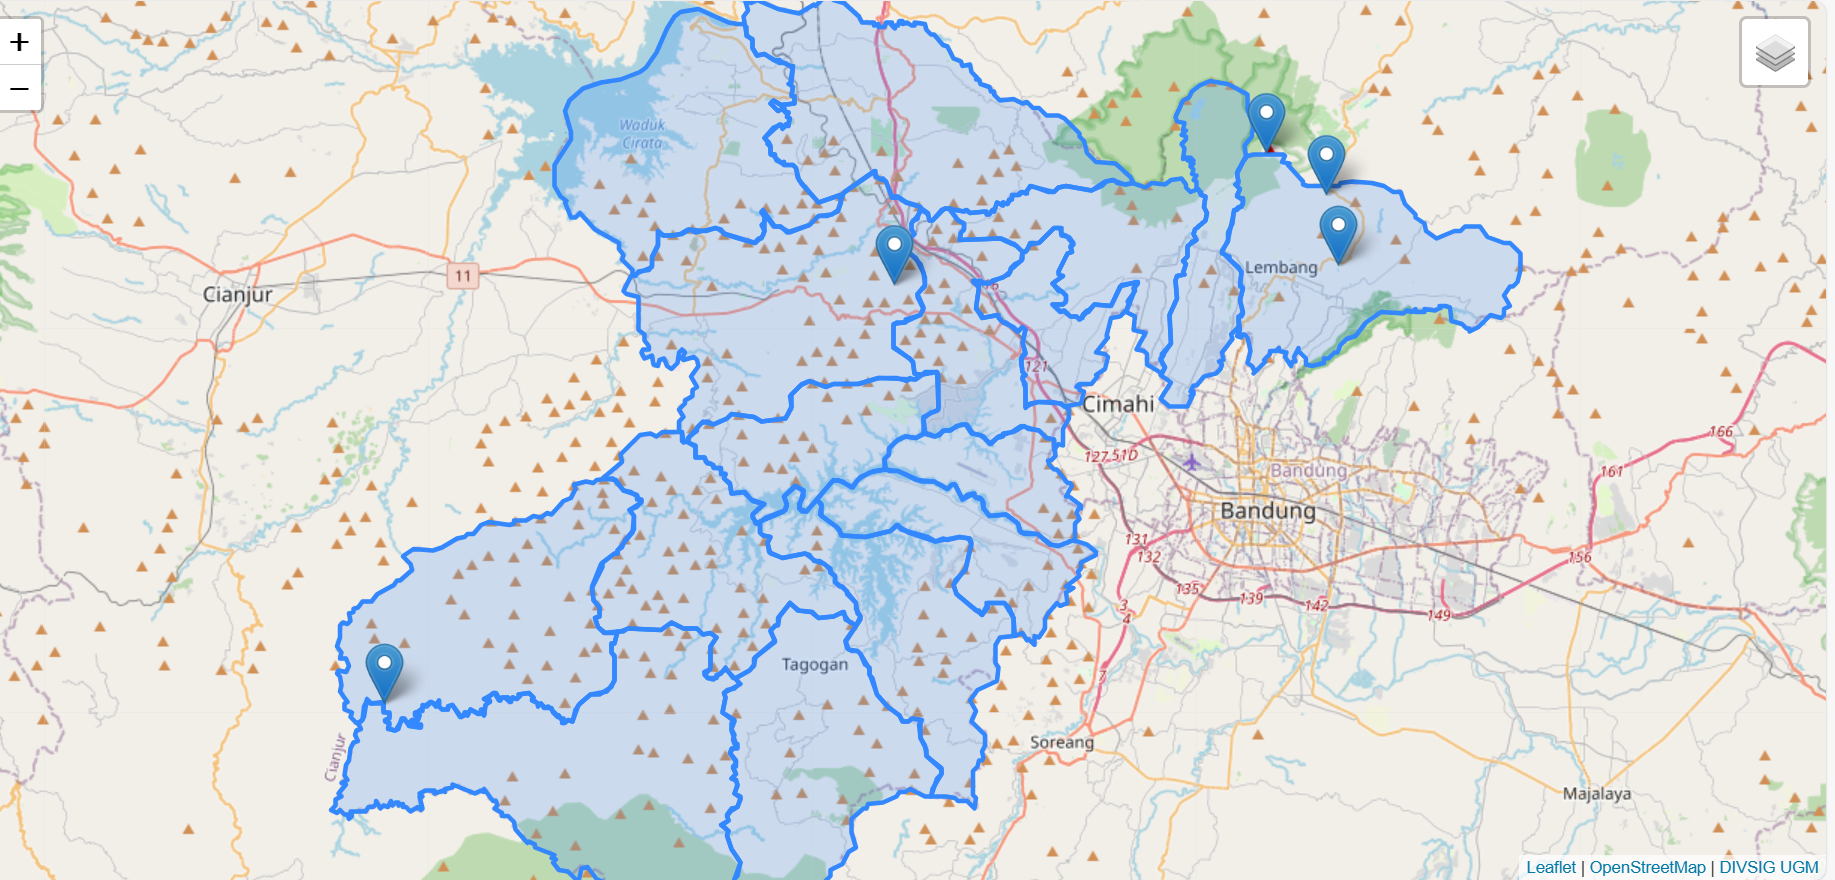 +
−
Waduk
Cirata
11
Cianjur
Lembang
121
Cimahi
127
51D
166
161
Bandung
Bandung
131
132
156
135
139
142
149
3
4
7
Tagogan
Soreang
Cianjur
Majalaya
Leaflet | OpenStreetMap | DIVSIG UGM